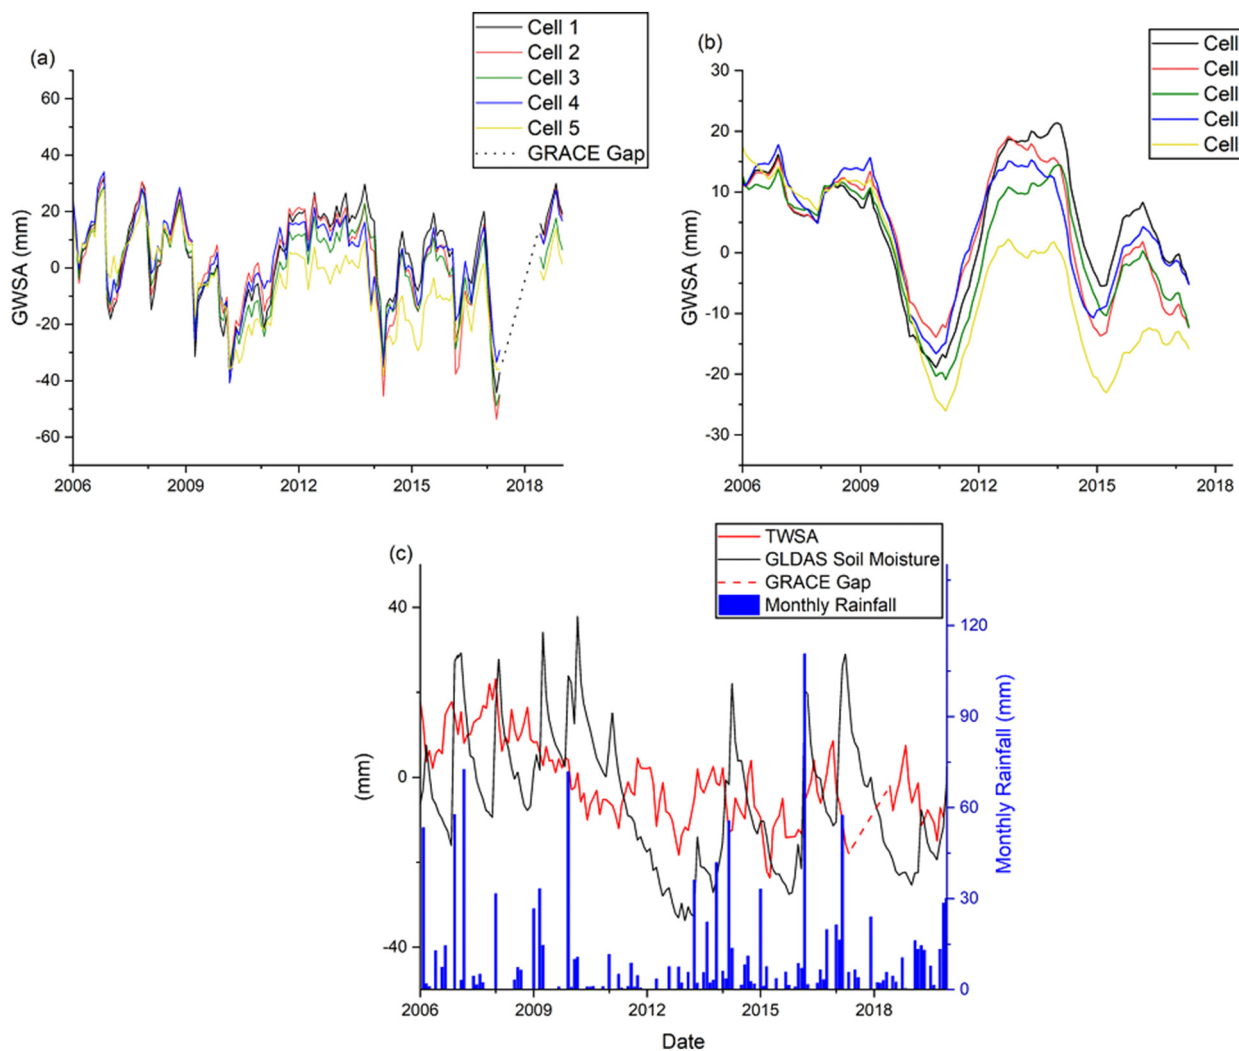 (a)
Cell 1
Cell 2
Cell 3
Cell 4
Cell 5
GRACE Gap
60
40
20
0
-20
-40
-60
GWSA (mm)
2006
2009
2012
2015
2018
(b)
Cell
Cell
Cell
Cell
Cell
30
20
10
0
-10
-20
-30
GWSA (mm)
2006
2009
2012
2015
2018
(c)
TWSA
GLDAS Soil Moisture
GRACE Gap
Monthly Rainfall
40
0
-40
(mm)
120
90
60
30
0
Monthly Rainfall (mm)
2006
2009
2012
2015
2018
Date